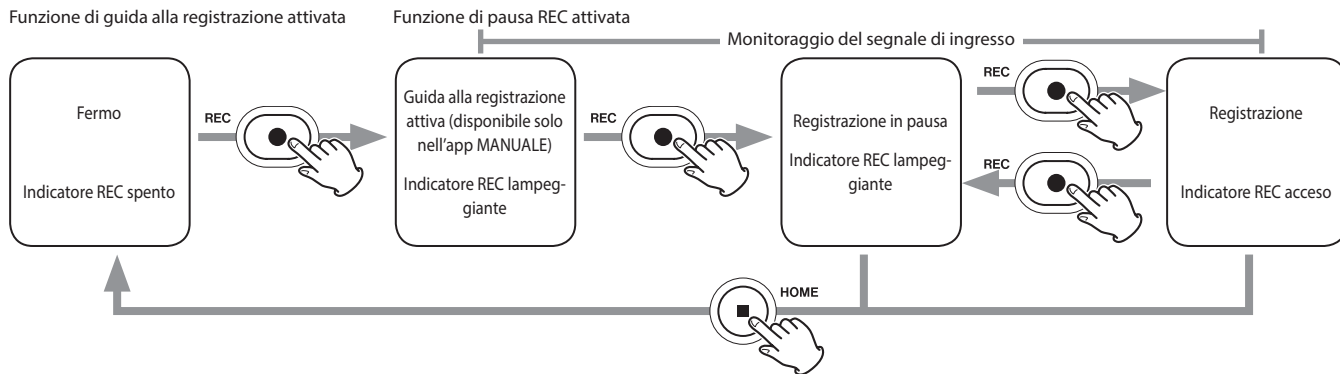 Funzione di guida alla registrazione attivata
Funzione di pausa REC attivata
Monitoraggio del segnale di ingresso
Fermo
Indicatore REC spento
REC
Guida alla registrazione
attiva (disponibile solo
nell'app MANUALE)
Indicatore REC lampeg-
giante
REC
Registrazione in pausa
Indicatore REC lampeg-
giante
REC
REC
Registrazione
Indicatore REC acceso
HOME